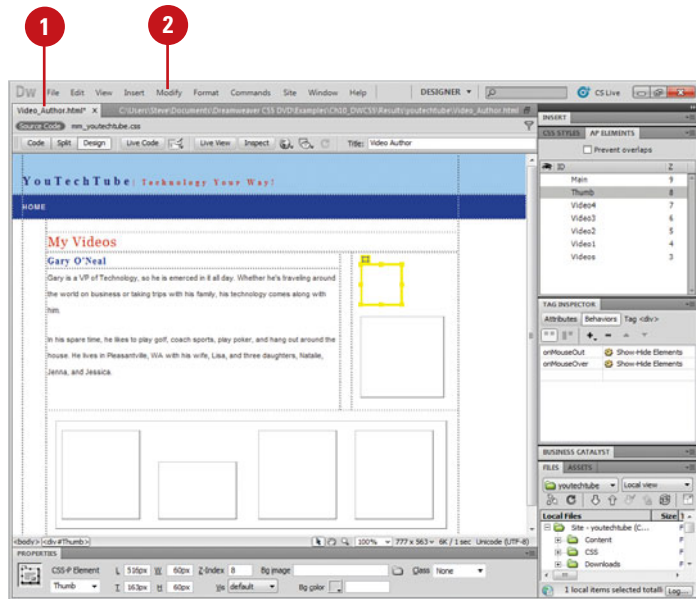 1
2
Dw File Edit View Insert Modify Format Commands Site Window Help DESIGNER CS Live
Video_Author.html* C:\Users\Steve\Documents\Dreamweaver CS5 DVD\Examples\Ch10_DWCS5\Results\youtechtube\Video_Author.html
Source Code mm_youtechtube.css
Code Split Design Live Code Live View Inspect Title: Video Author
YouTechTube| Technology Your Way!
HOME
My Videos
Gary O'Neal
Gary is a VP of Technology, so he is emerced in it all day. Whether he's traveling around
the world on business or taking trips with his family, his technology comes along with
him.
In his spare time, he likes to play golf, coach sports, play poker, and hang out around the
house. He lives in Pleasantville, WA with his wife, Lisa, and three daughters, Natalie,
Jenna, and Jessica.
<body> <div#Thumb> 100% 777 x 563 6K / 1 sec Unicode (UTF-8)
PROPERTIES
CSS-P Element L 516px W 60px Z-Index 8 Bg image Class None
Thumb T 163px H 60px Vis default Bg color
INSERT
CSS STYLES AP ELEMENTS
Prevent overlaps
ID Z
Main 9
Thumb 8
Video4 7
Video3 6
Video2 5
Video1 4
Videos 3
TAG INSPECTOR
Attributes Behaviors Tag <div>
onMouseOut Show-Hide Elements
onMouseOver Show-Hide Elements
BUSINESS CATALYST
FILES ASSETS
youtechtube Local view
Local Files Size
Site - youtechtube (C...
Content
CSS
Downloads
1 local items selected totalli Log...